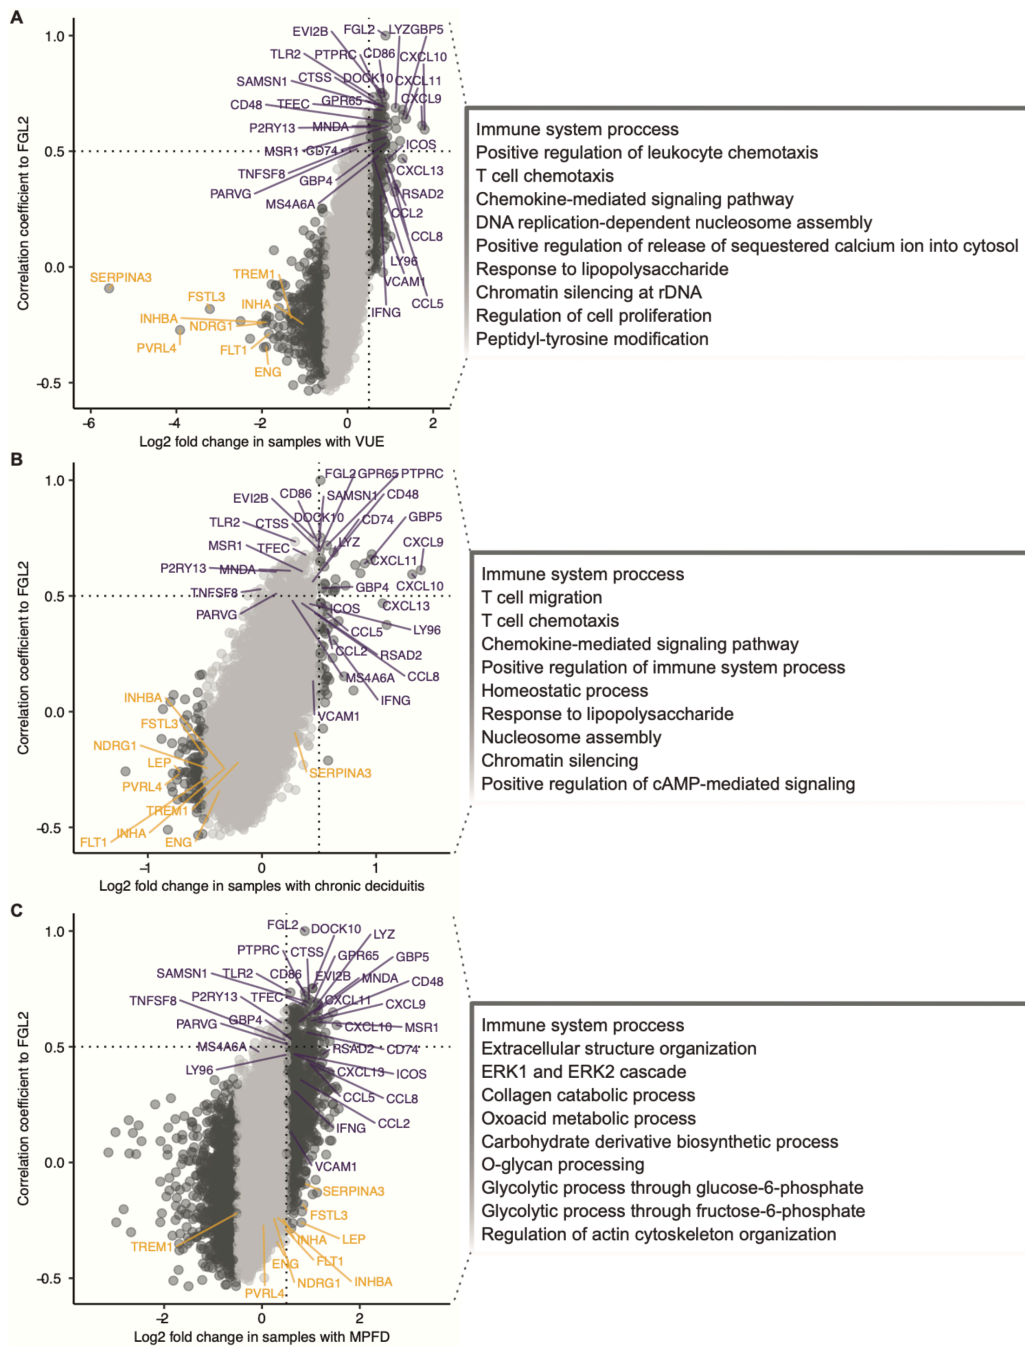 A
1.0
0.5
0.0
-0.5
Correlation coefficient to FGL2
EVI2B
FGL2
LYZ
GBP5
TLR2
PTPRC
CD86
CXCL10
SAMSN1
CTSS
DOCK10
CXCL11
CD48
TFEC
GPR65
CXCL9
P2RY13
MNDA
MSR1
CD74
ICOS
TNFSF8
GBP4
CXCL13
PARVG
RSAD2
MS4A6A
CCL2
CCL8
LY96
VCAM1
CCL5
IFNG
SERPINA3
TREM1
FSTL3
INHA
INHBA
NDRG1
PVRL4
FLT1
ENG
-6
-4
-2
0
2
Log2 fold change in samples with VUE
Immune system proccess
Positive regulation of leukocyte chemotaxis
T cell chemotaxis
Chemokine-mediated signaling pathway
DNA replication-dependent nucleosome assembly
Positive regulation of release of sequestered calcium ion into cytosol
Response to lipopolysaccharide
Chromatin silencing at rDNA
Regulation of cell proliferation
Peptidyl-tyrosine modification
B
1.0
0.5
0.0
-0.5
Correlation coefficient to FGL2
FGL2
GPR65
PTPRC
EVI2B
CD86
SAMSN1
CD48
TLR2
CTSS
DOCK10
CD74
GBP5
MSR1
TFEC
LYZ
CXCL9
P2RY13
MNDA
CXCL11
TNFSF8
GBP4
CXCL10
PARVG
ICOS
CXCL13
CCL5
LY96
CCL2
RSAD2
MS4A6A
CCL8
IFNG
VCAM1
INHBA
FSTL3
NDRG1
LEP
PVRL4
SERPINA3
TREM1
INHA
FLT1
ENG
-1
0
1
Log2 fold change in samples with chronic deciduitis
Immune system proccess
T cell migration
T cell chemotaxis
Chemokine-mediated signaling pathway
Positive regulation of immune system process
Homeostatic process
Response to lipopolysaccharide
Nucleosome assembly
Chromatin silencing
Positive regulation of cAMP-mediated signaling
C
1.0
0.5
0.0
-0.5
Correlation coefficient to FGL2
FGL2
DOCK10
LYZ
PTPRC
CTSS
GPR65
GBP5
SAMSN1
TLR2
CD86
EVI2B
MNDA
CD48
TNFSF8
P2RY13
TFEC
CXCL11
CXCL9
PARVG
GBP4
CXCL10
MSR1
MS4A6A
RSAD2
CD74
LY96
CXCL13
ICOS
CCL5
CCL8
IFNG
CCL2
VCAM1
SERPINA3
FSTL3
TREM1
INHA
LEP
ENG
FLT1
PVRL4
NDRG1
INHBA
-2
0
2
Log2 fold change in samples with MPFD
Immune system proccess
Extracellular structure organization
ERK1 and ERK2 cascade
Collagen catabolic process
Oxoacid metabolic process
Carbohydrate derivative biosynthetic process
O-glycan processing
Glycolytic process through glucose-6-phosphate
Glycolytic process through fructose-6-phosphate
Regulation of actin cytoskeleton organization